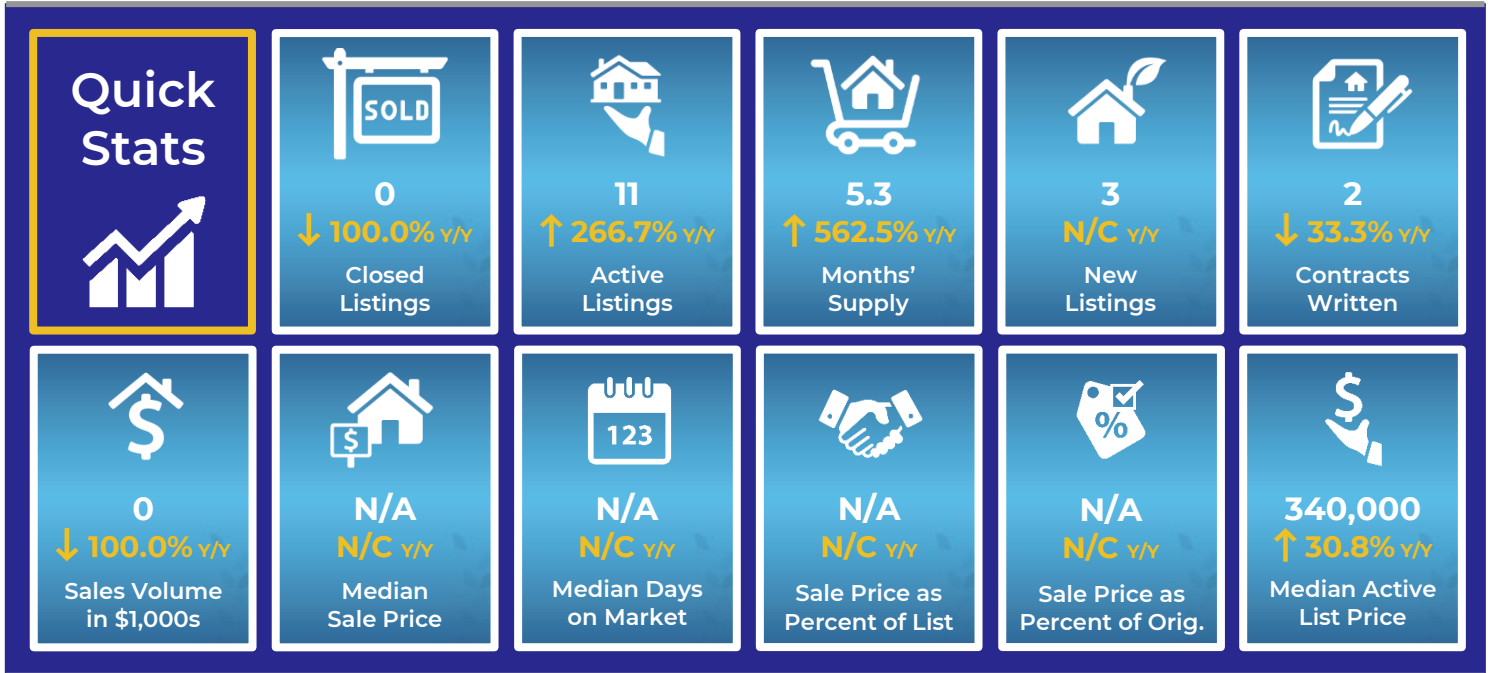 Quick
Stats
SOLD
0
↓ 100.0% Y/Y
Closed
Listings
11
↑ 266.7% Y/Y
Active
Listings
5.3
↑ 562.5% Y/Y
Months’
Supply
3
N/C Y/Y
New
Listings
2
↓ 33.3% Y/Y
Contracts
Written
$
0
↓ 100.0% Y/Y
Sales Volume
in $1,000s
$
N/A
N/C Y/Y
Median
Sale Price
123
N/A
N/C Y/Y
Median Days
on Market
N/A
N/C Y/Y
Sale Price as
Percent of List
%
N/A
N/C Y/Y
Sale Price as
Percent of Orig.
$
340,000
↑ 30.8% Y/Y
Median Active
List Price